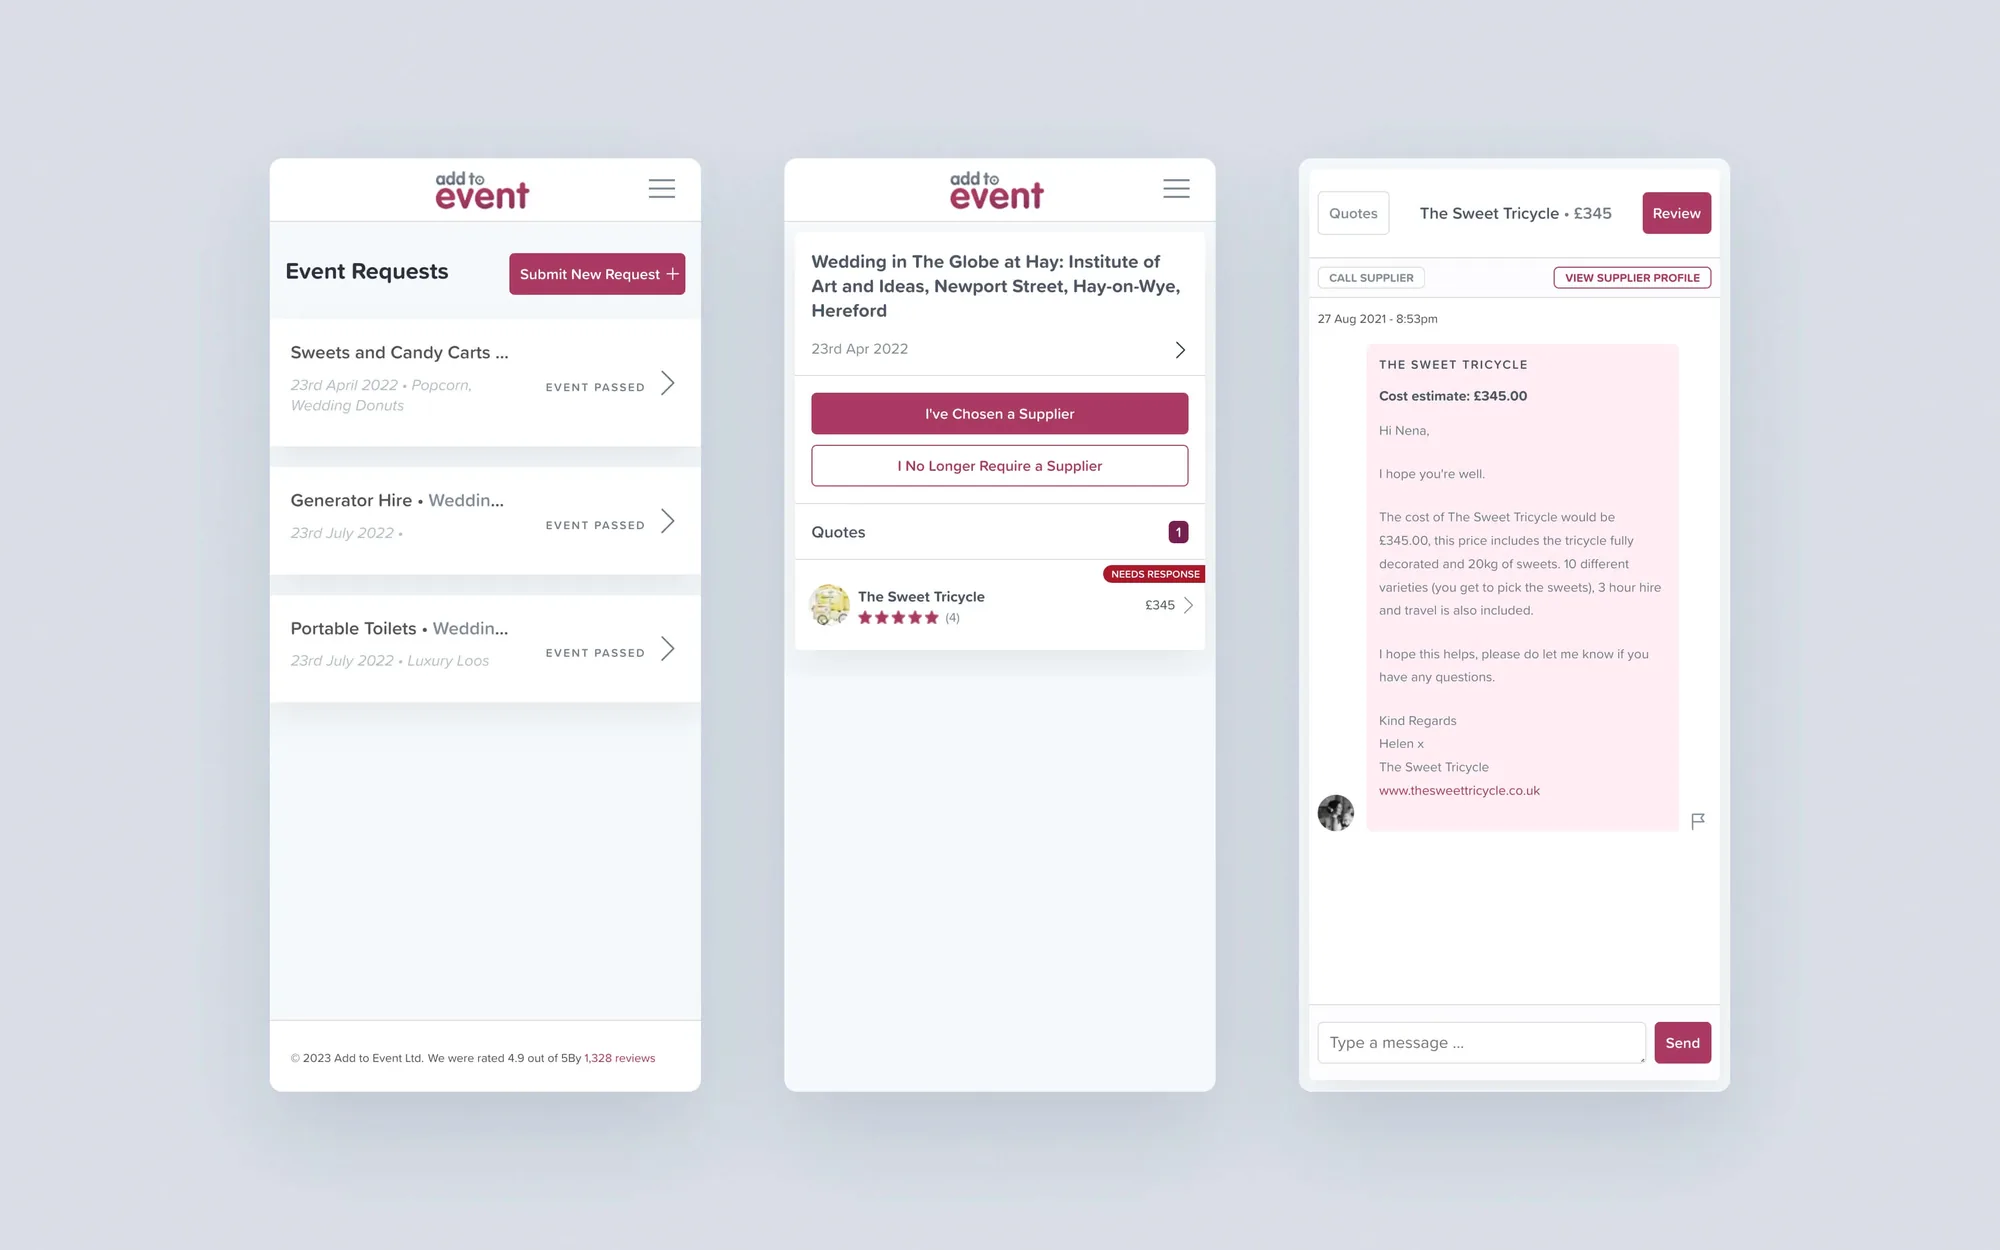 add to
event
Event Requests
Submit New Request +
Sweets and Candy Carts ...
23rd April 2022 • Popcorn,
Wedding Donuts
EVENT PASSED
Generator Hire • Weddin...
23rd July 2022 •
EVENT PASSED
Portable Toilets • Weddin...
23rd July 2022 • Luxury Loos
EVENT PASSED
© 2023 Add to Event Ltd. We were rated 4.9 out of 5By 1,328 reviews
add to
event
Wedding in The Globe at Hay: Institute of
Art and Ideas, Newport Street, Hay-on-Wye,
Hereford
23rd Apr 2022
I've Chosen a Supplier
I No Longer Require a Supplier
Quotes
1
NEEDS RESPONSE
The Sweet Tricycle
(4)
£345
Quotes
The Sweet Tricycle • £345
Review
CALL SUPPLIER
VIEW SUPPLIER PROFILE
27 Aug 2021 - 8:53pm
THE SWEET TRICYCLE
Cost estimate: £345.00
Hi Nena,
I hope you're well.
The cost of The Sweet Tricycle would be
£345.00, this price includes the tricycle fully
decorated and 20kg of sweets. 10 different
varieties (you get to pick the sweets), 3 hour hire
and travel is also included.
I hope this helps, please do let me know if you
have any questions.
Kind Regards
Helen x
The Sweet Tricycle
www.thesweettricycle.co.uk
Type a message ...
Send